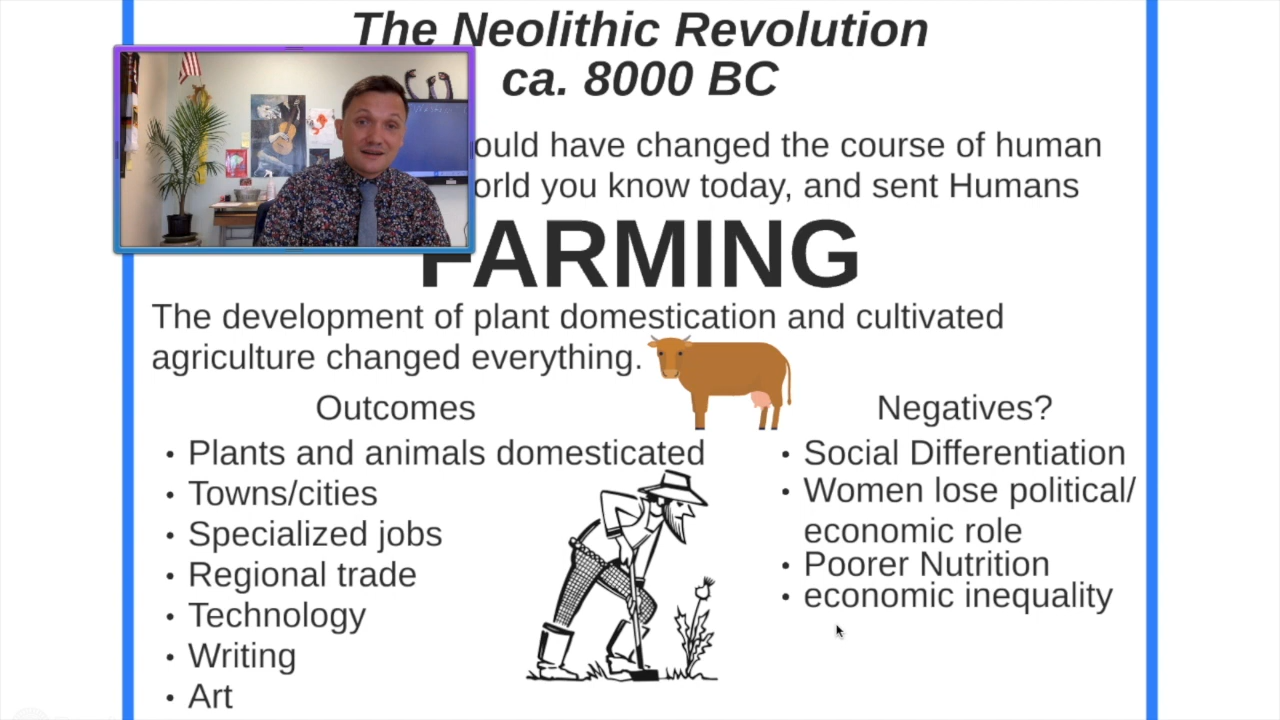 The Neolithic Revolution
ca. 8000 BC
have changed the course of human
you know today, and sent Humans
FARMING
The development of plant domestication and cultivated
agriculture changed everything.
Outcomes
Negatives?
• Plants and animals domesticated
• Towns/cities
• Specialized jobs
• Regional trade
• Technology
• Writing
• Art
• Social Differentiation
• Women lose political/
economic role
• Poorer Nutrition
• economic inequality